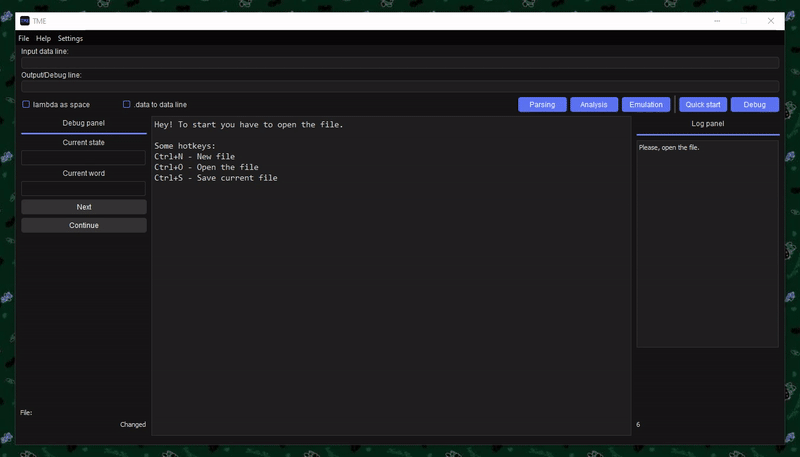 TME
File Help Settings
Input data line:
Output/Debug line:
lambda as space .data to data line Parsing Analysis Emulation Quick start Debug
Debug panel
Current state
Current word
Next
Continue
Hey! To start you have to open the file.
Some hotkeys:
Ctrl+N - New file
Ctrl+O - Open the file
Ctrl+S - Save current file
Log panel
Please, open the file.
File:
Changed
6